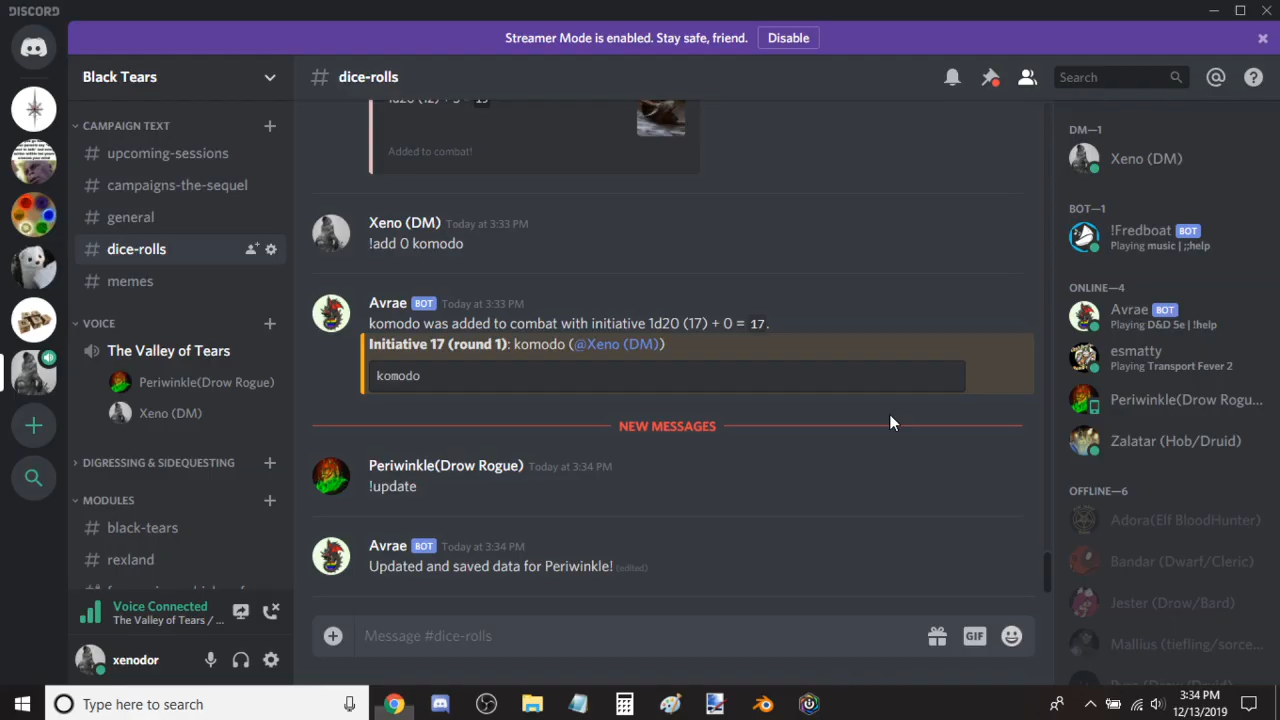 DISCORD
Streamer Mode is enabled. Stay safe, friend.
Disable
Black Tears
dice-rolls
Search
CAMPAIGN TEXT
upcoming-sessions
campaigns-the-sequel
general
dice-rolls
memes
VOICE
The Valley of Tears
Periwinkle(Drow Rogue)
Xeno (DM)
DIGRESSING & SIDEQUESTING
MODULES
black-tears
rexland
Voice Connected
The Valley of Tears / ...
xenodor
Added to combat!
Xeno (DM) Today at 3:33 PM
!add 0 komodo
Avrae BOT Today at 3:33 PM
komodo was added to combat with initiative 1d20 (17) + 0 = 17.
Initiative 17 (round 1): komodo (@Xeno (DM))
komodo
NEW MESSAGES
Periwinkle(Drow Rogue) Today at 3:34 PM
!update
Avrae BOT Today at 3:34 PM
Updated and saved data for Periwinkle! (edited)
Message #dice-rolls
GIF
DM—1
Xeno (DM)
BOT—1
!Fredboat BOT
Playing music | ;;help
ONLINE—4
Avrae BOT
Playing D&D 5e | !help
esmatty
Playing Transport Fever 2
Periwinkle(Drow Rogu...
Zalatar (Hob/Druid)
OFFLINE—6
Adora(Elf BloodHunter)
Bandar (Dwarf/Cleric)
Jester (Drow/Bard)
Mallius (tiefling/sorce...
Type here to search
3:34 PM
12/13/2019